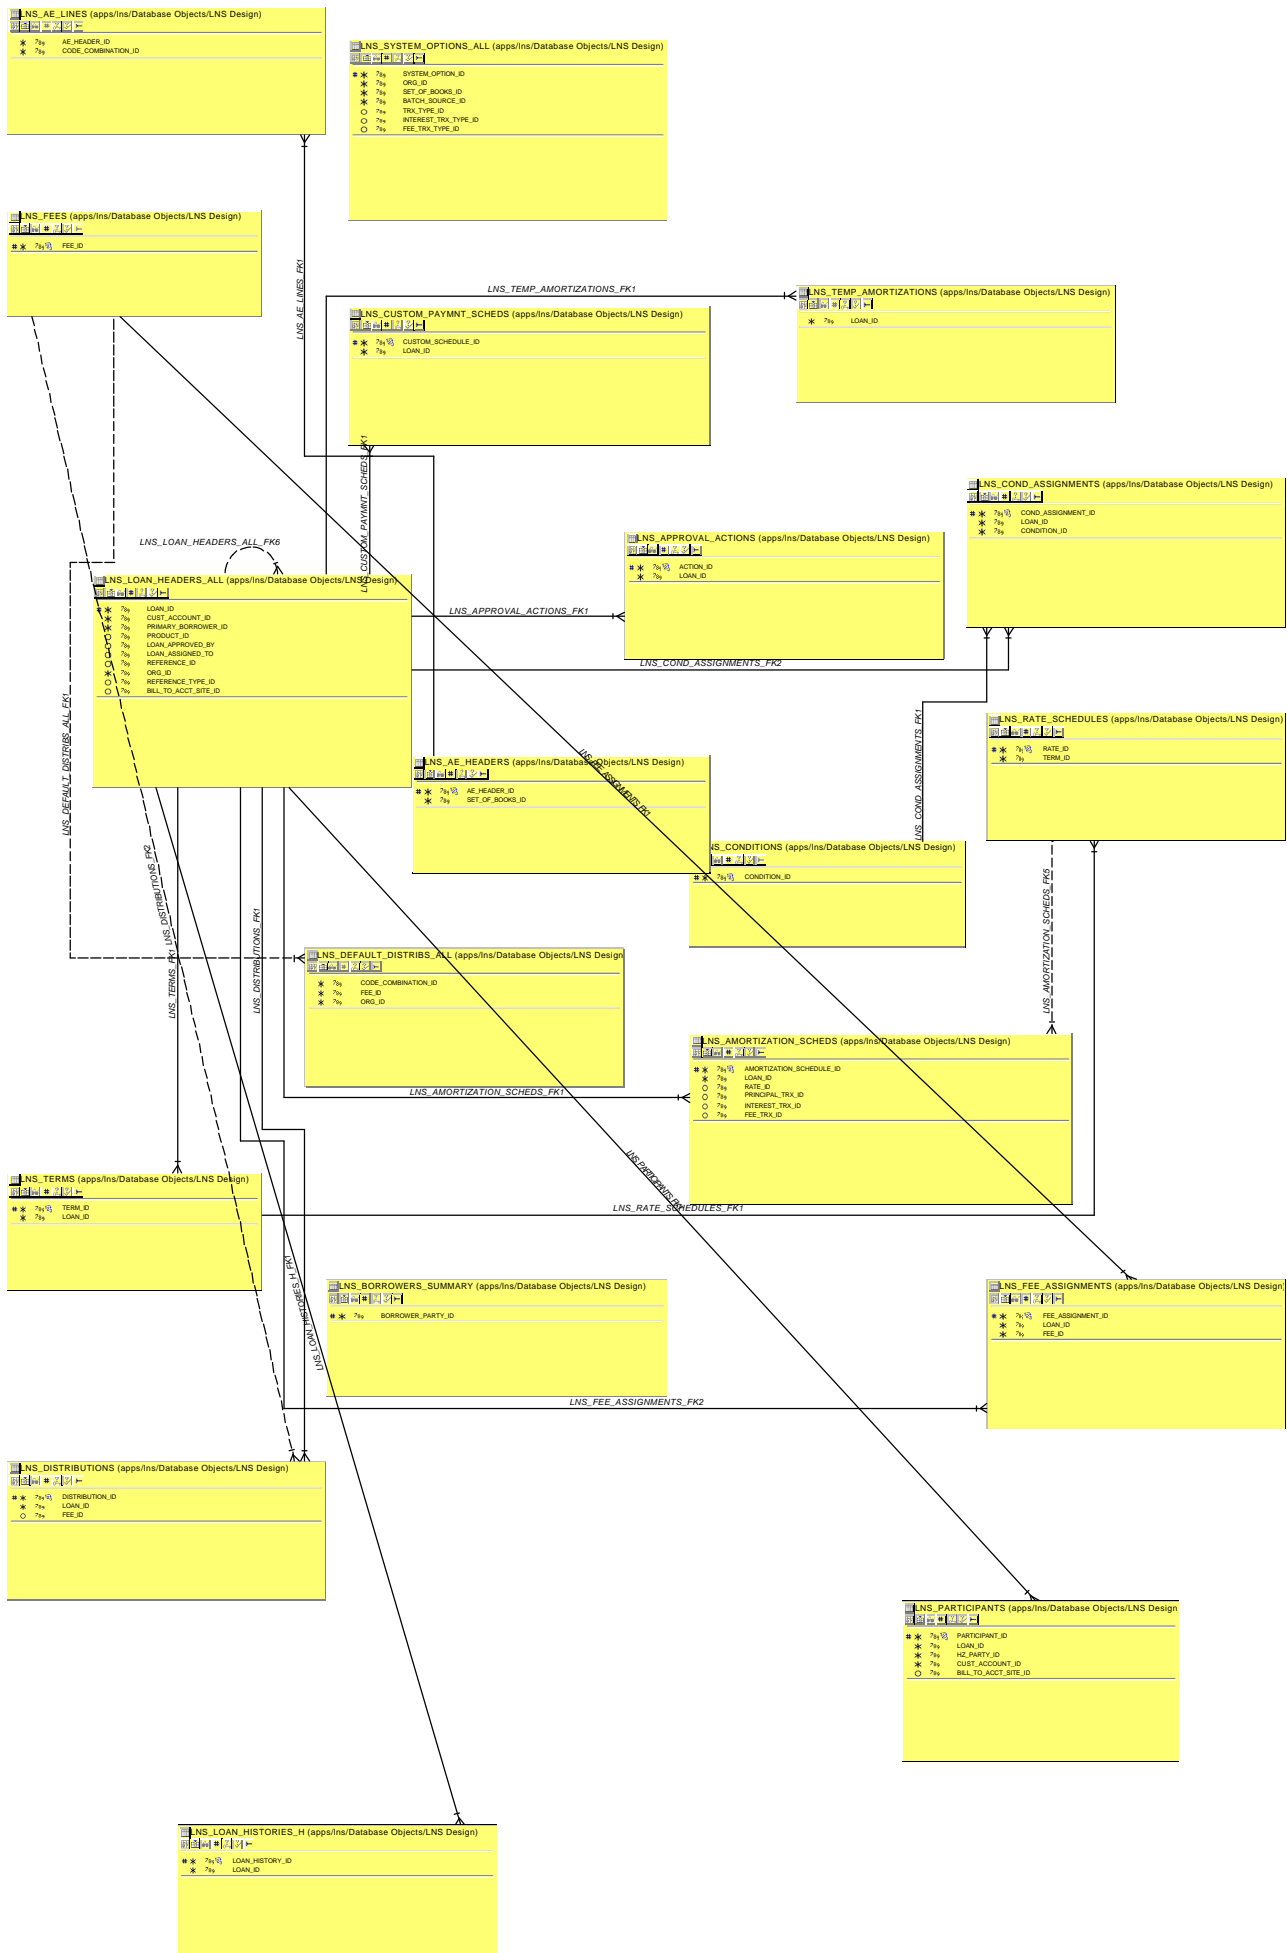 LNS_AE_LINES (apps/lns/Database Objects/LNS Design)
AE_HEADER_ID
CODE_COMBINATION_ID
LNS_SYSTEM_OPTIONS_ALL (apps/lns/Database Objects/LNS Design)
SYSTEM_OPTION_ID
ORG_ID
SET_OF_BOOKS_ID
BATCH_SOURCE_ID
TRX_TYPE_ID
INTEREST_TRX_TYPE_ID
FEE_TRX_TYPE_ID
LNS_FEES (apps/lns/Database Objects/LNS Design)
FEE_ID
LNS_AE_LINES_FK1
LNS_TEMP_AMORTIZATIONS_FK1
LNS_TEMP_AMORTIZATIONS (apps/lns/Database Objects/LNS Design)
LOAN_ID
LNS_CUSTOM_PAYMNT_SCHEDS (apps/lns/Database Objects/LNS Design)
CUSTOM_SCHEDULE_ID
LOAN_ID
LNS_CUSTOM_PAYMNT_SCHEDS_FK1
LNS_COND_ASSIGNMENTS (apps/lns/Database Objects/LNS Design)
COND_ASSIGNMENT_ID
LOAN_ID
CONDITION_ID
LNS_LOAN_HEADERS_ALL_FK6
LNS_APPROVAL_ACTIONS (apps/lns/Database Objects/LNS Design)
ACTION_ID
LOAN_ID
LNS_LOAN_HEADERS_ALL (apps/lns/Database Objects/LNS Design)
LOAN_ID
CUST_ACCOUNT_ID
PRIMARY_BORROWER_ID
PRODUCT_ID
LOAN_APPROVED_BY
LOAN_ASSIGNED_TO
REFERENCE_ID
ORG_ID
REFERENCE_TYPE_ID
BILL_TO_ACCT_SITE_ID
LNS_APPROVAL_ACTIONS_FK1
LNS_COND_ASSIGNMENTS_FK2
LNS_DEFAULT_DISTRIBS_ALL_FK1
LNS_COND_ASSIGNMENTS_FK1
LNS_RATE_SCHEDULES (apps/lns/Database Objects/LNS Design)
RATE_ID
TERM_ID
LNS_AE_HEADERS (apps/lns/Database Objects/LNS Design)
AE_HEADER_ID
SET_OF_BOOKS_ID
LNS_FEE_ASSIGNMENTS_FK1
NS_CONDITIONS (apps/lns/Database Objects/LNS Design)
CONDITION_ID
LNS_DISTRIBUTIONS_FK2
LNS_TERMS_FK1
LNS_DISTRIBUTIONS_FK1
LNS_AMORTIZATION_SCHEDS_FK5
LNS_DEFAULT_DISTRIBS_ALL (apps/lns/Database Objects/LNS Design
CODE_COMBINATION_ID
FEE_ID
ORG_ID
LNS_AMORTIZATION_SCHEDS (apps/lns/Database Objects/LNS Design)
AMORTIZATION_SCHEDULE_ID
LOAN_ID
RATE_ID
PRINCIPAL_TRX_ID
INTEREST_TRX_ID
FEE_TRX_ID
LNS_AMORTIZATION_SCHEDS_FK1
LNS_PARTICIPANTS_FK1
LNS_TERMS (apps/lns/Database Objects/LNS Design)
TERM_ID
LOAN_ID
LNS_RATE_SCHEDULES_FK1
LNS_LOAN_HISTORIES_H_FK1
LNS_BORROWERS_SUMMARY (apps/lns/Database Objects/LNS Design)
BORROWER_PARTY_ID
LNS_FEE_ASSIGNMENTS (apps/lns/Database Objects/LNS Design)
FEE_ASSIGNMENT_ID
LOAN_ID
FEE_ID
LNS_FEE_ASSIGNMENTS_FK2
LNS_DISTRIBUTIONS (apps/lns/Database Objects/LNS Design)
DISTRIBUTION_ID
LOAN_ID
FEE_ID
LNS_PARTICIPANTS (apps/lns/Database Objects/LNS Design
PARTICIPANT_ID
LOAN_ID
HZ_PARTY_ID
CUST_ACCOUNT_ID
BILL_TO_ACCT_SITE_ID
LNS_LOAN_HISTORIES_H (apps/lns/Database Objects/LNS Design)
LOAN_HISTORY_ID
LOAN_ID